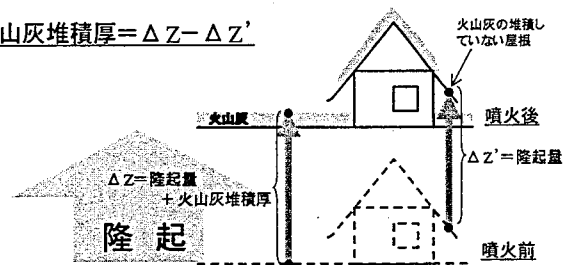 山灰堆積厚=ΔZ-ΔZ'
火山灰の堆積し
ていない屋根
火山灰
噴火後
ΔZ=隆起量
+火山灰堆積厚
ΔZ'=隆起量
隆起
噴火前